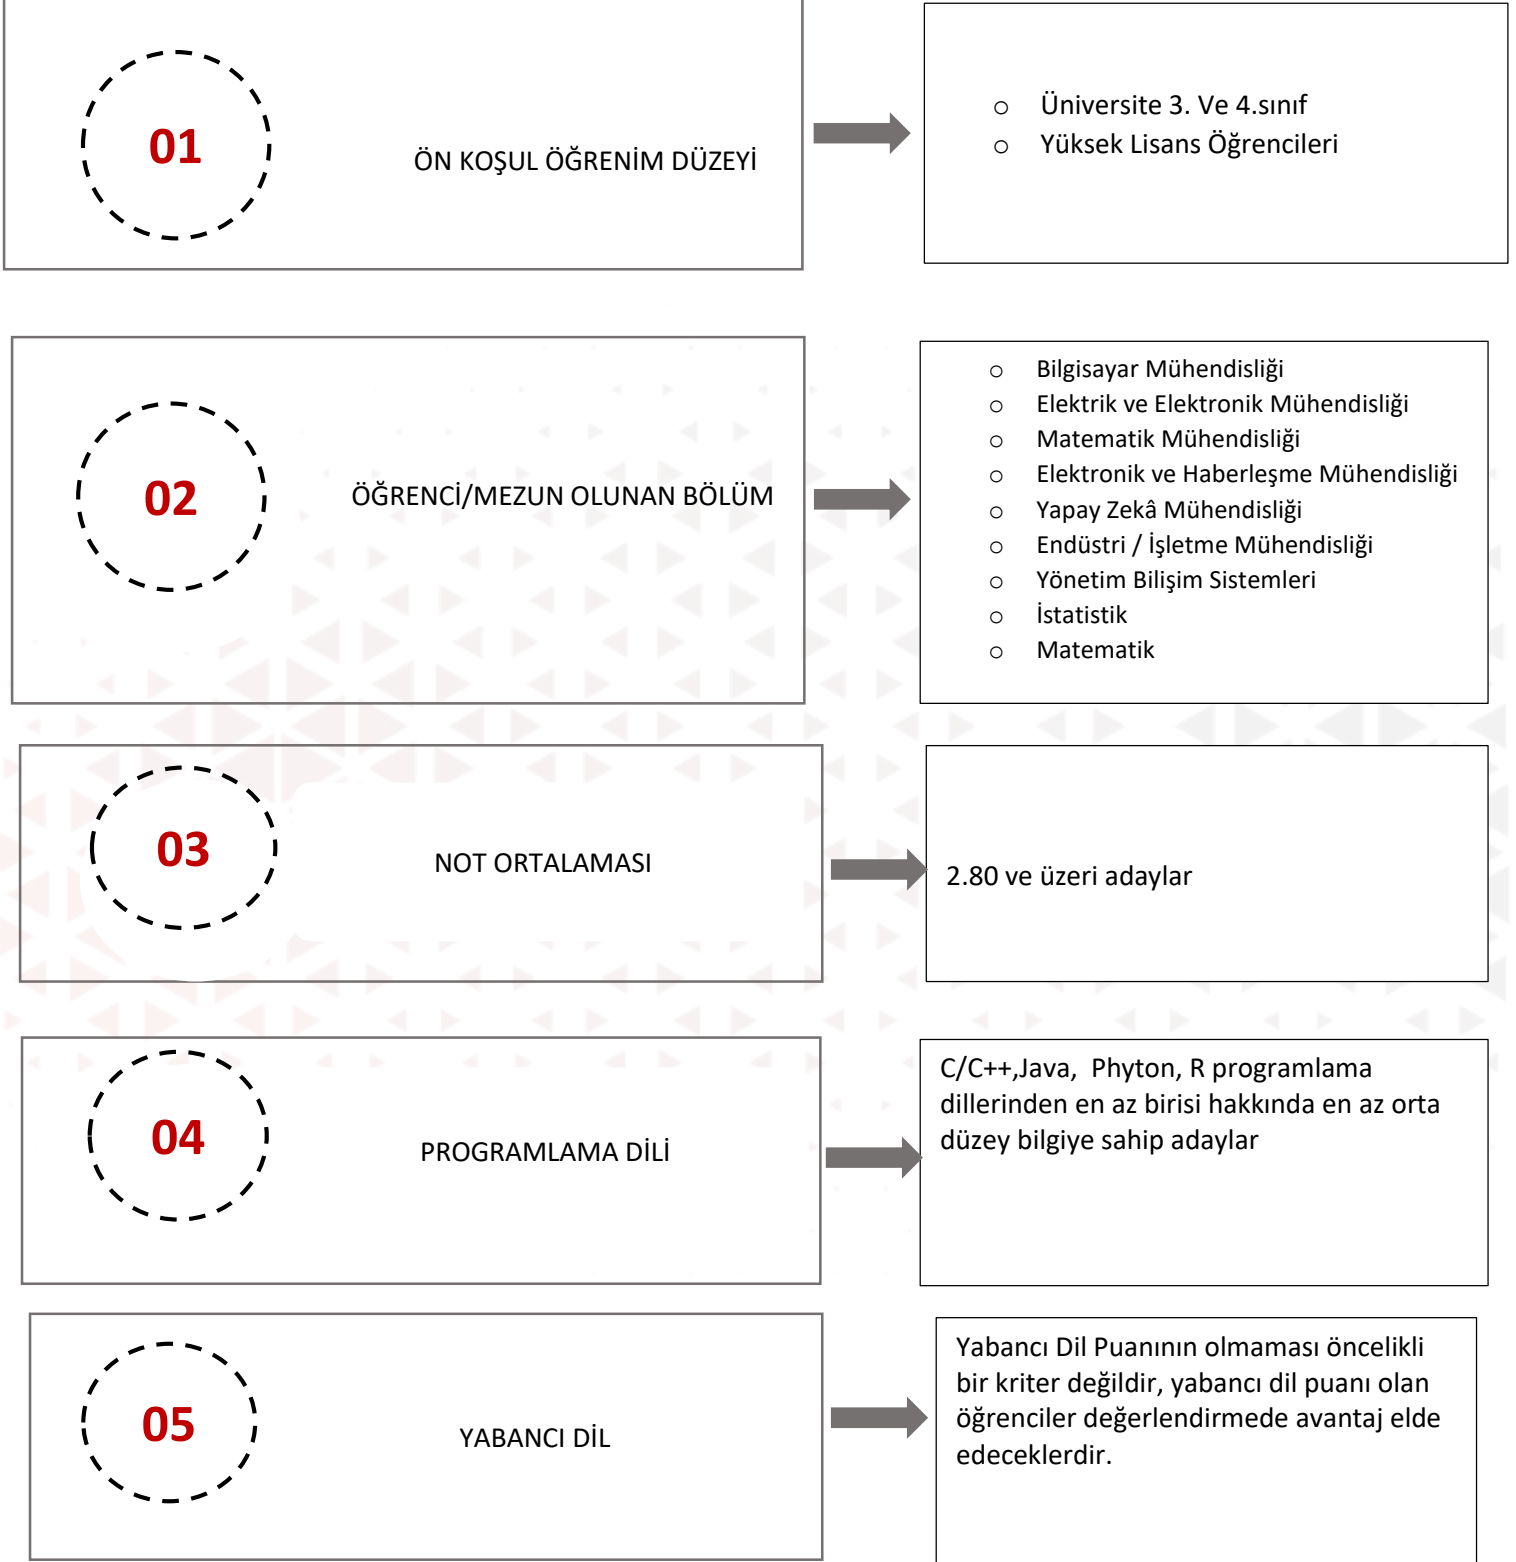 01
ÖN KOŞUL ÖĞRENİM DÜZEYİ
o Üniversite 3. Ve 4.sınıf
o Yüksek Lisans Öğrencileri
02
ÖĞRENCİ/MEZUN OLUNAN BÖLÜM
o Bilgisayar Mühendisliği
o Elektrik ve Elektronik Mühendisliği
o Matematik Mühendisliği
o Elektronik ve Haberleşme Mühendisliği
o Yapay Zekâ Mühendisliği
o Endüstri / İşletme Mühendisliği
o Yönetim Bilişim Sistemleri
o İstatistik
o Matematik
03
NOT ORTALAMASI
2.80 ve üzeri adaylar
04
PROGRAMLAMA DİLİ
C/C++,Java, Phyton, R programlama
dillerinden en az birisi hakkında en az orta
düzey bilgiye sahip adaylar
05
YABANCI DİL
Yabancı Dil Puanının olmaması öncelikli
bir kriter değildir, yabancı dil puanı olan
öğrenciler değerlendirmede avantaj elde
edeceklerdir.